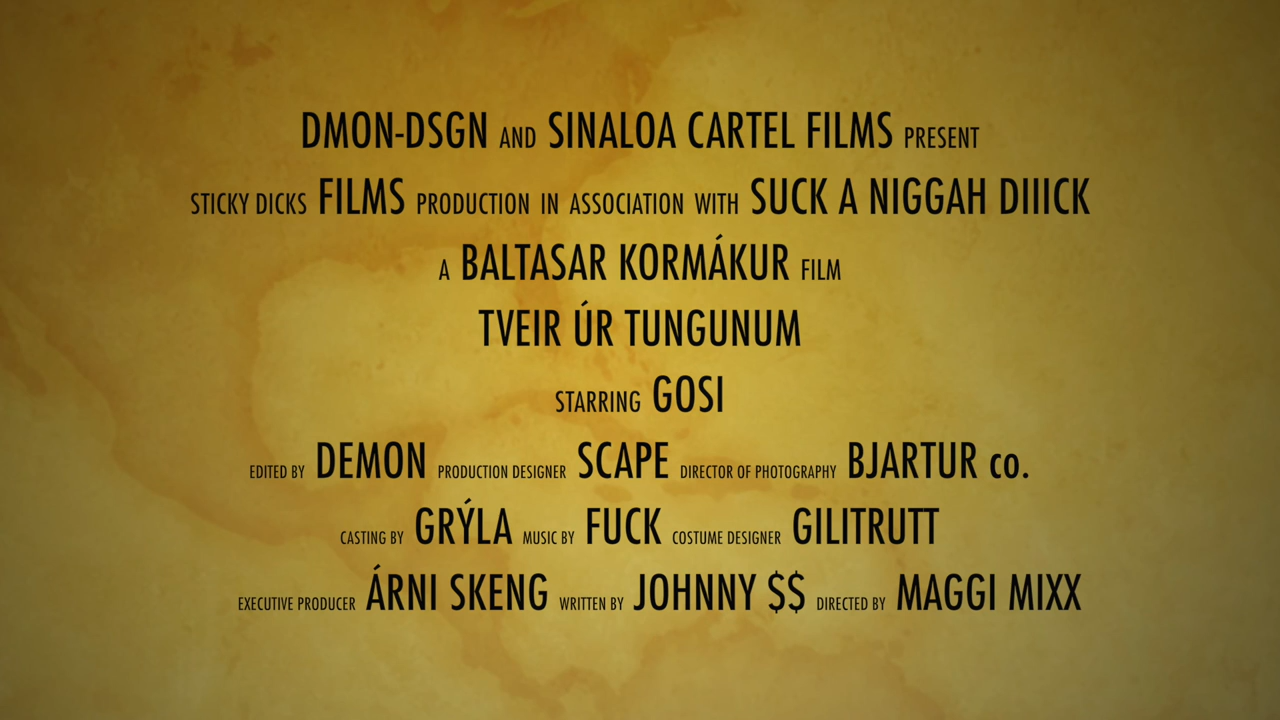 DMON-DSGN AND SINALOA CARTEL FILMS PRESENT
STICKY DICKS FILMS PRODUCTION IN ASSOCIATION WITH SUCK A NIGGAH DIIICK
A BALTASAR KORMÁKUR FILM
TVEIR ÚR TUNGUNUM
STARRING GOSI
EDITED BY DEMON PRODUCTION DESIGNER SCAPE DIRECTOR OF PHOTOGRAPHY BJARTUR co.
CASTING BY GRÝLA MUSIC BY FUCK COSTUME DESIGNER GILITRUTT
EXECUTIVE PRODUCER ÁRNI SKENG WRITTEN BY JOHNNY $$ DIRECTED BY MAGGI MIXX